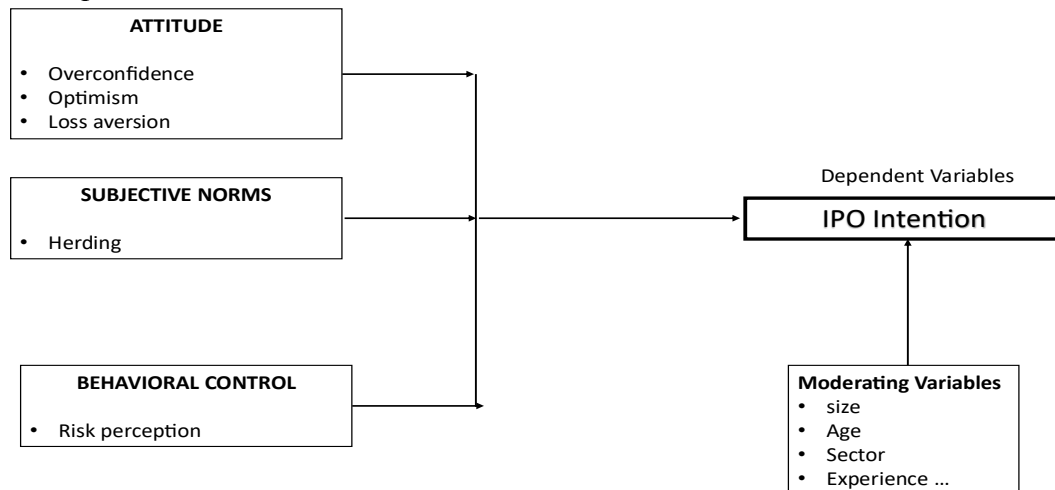 ATTITUDE
• Overconfidence
• Optimism
• Loss aversion
SUBJECTIVE NORMS
• Herding
Dependent Variables
IPO Intention
BEHAVIORAL CONTROL
• Risk perception
Moderating Variables
• size
• Age
• Sector
• Experience ...